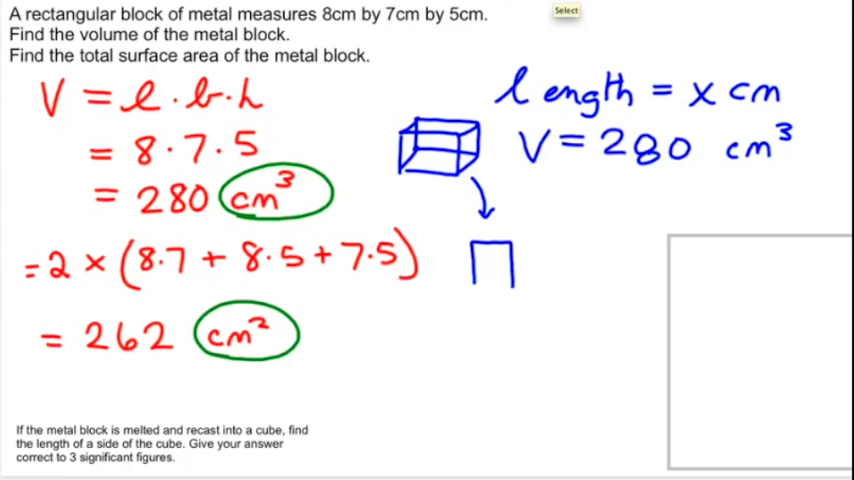 A rectangular block of metal measures 8cm by 7cm by 5cm.
Select
Find the volume of the metal block.
Find the total surface area of the metal block.
V = l · b · h
= 8 · 7 · 5
= 280 cm³
= 2 × (8·7 + 8·5 + 7·5)
= 262 cm²
length = x cm
V = 280 cm³
If the metal block is melted and recast into a cube, find
the length of a side of the cube. Give your answer
correct to 3 significant figures.